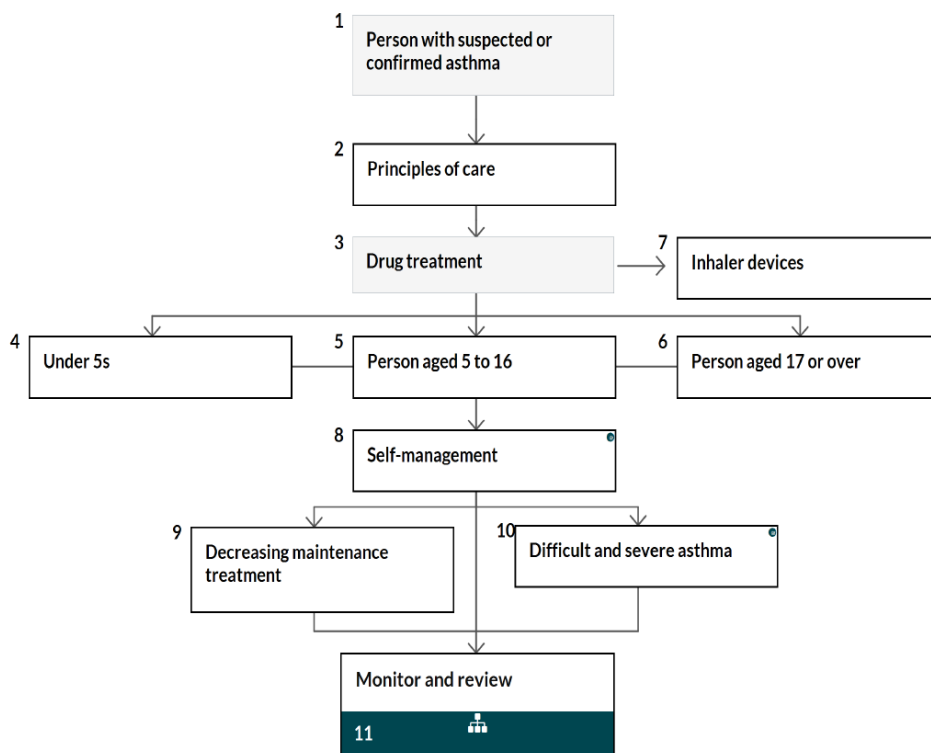 1
Person with suspected or
confirmed asthma
2
Principles of care
3
Drug treatment
7
Inhaler devices
4
Under 5s
5
Person aged 5 to 16
6
Person aged 17 or over
8
Self-management
9
Decreasing maintenance
treatment
10
Difficult and severe asthma
Monitor and review
11